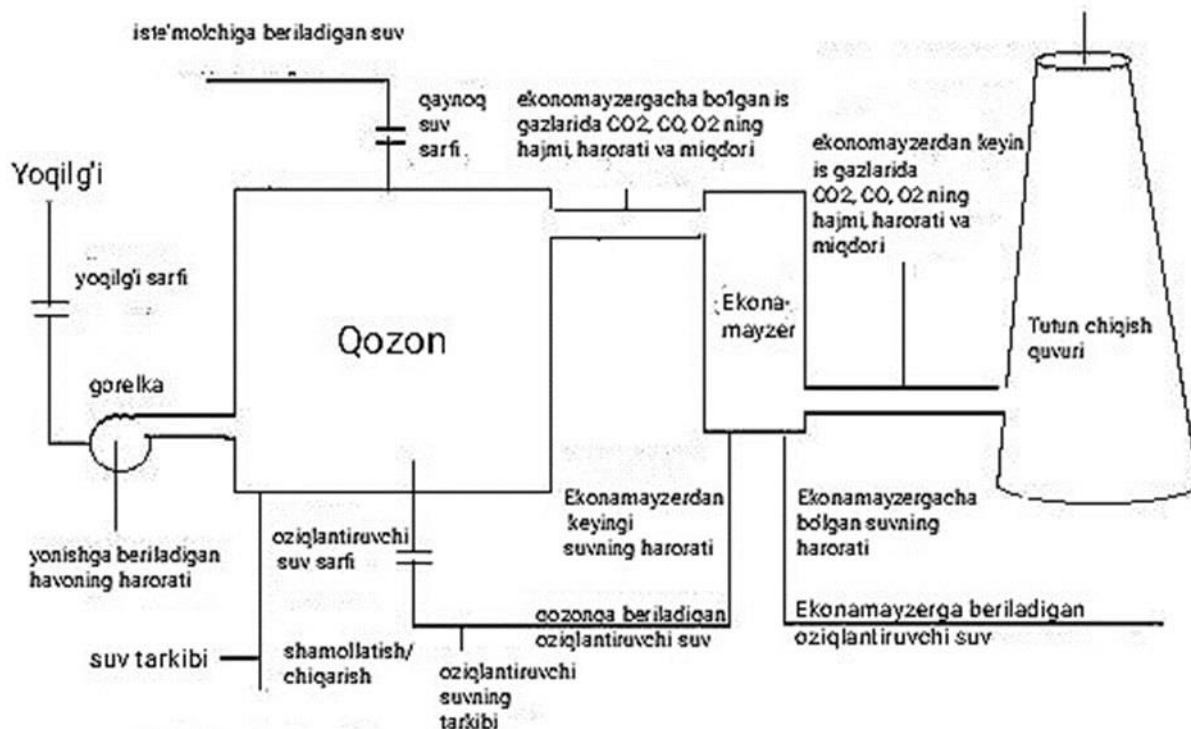 iste'molchiga beriladigan suv
qaynoq
suv
sarfi
ekonomayzergacha bo'lgan is
gazlarida CO2, CO, O2 ning
hajmi, harorati va miqdori
ekonomayzerdan keyin
is gazlarida
CO2, CO, O2 ning
hajmi, harorati va
miqdori
Yoqilg'i
yoqilg'i sarfi
gorelka
Qozon
Ekona-
mayzer
Tutun chiqish
quvuri
yonishga beriladigan
havoning harorati
oziqlantiruvchi
suv sarfi
Ekonamayzerdan
keyingi
suvning harorati
Ekonamayzergacha
bo'lgan suvning
harorati
qozonga beriladigan
oziqlantiruvchi suv
Ekonamayzerga beriladigan
oziqlantiruvchi suv
suv tarkibi
shamollatish/
chiqarish
oziqlantiruvchi
suvning
tarkibi